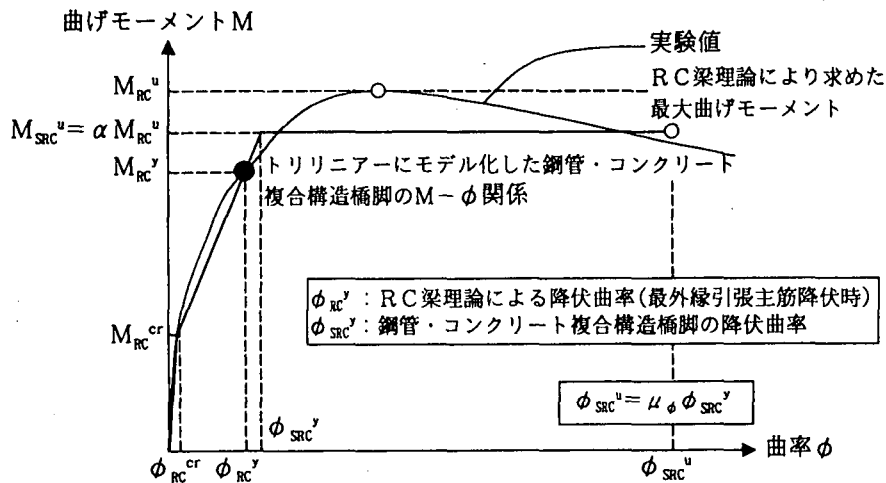 曲げモーメントM
実験値
RC梁理論により求めた
最大曲げモーメント
M_RC^u
M_SRC^u = α M_RC^u
M_RC^y
トリリニアーにモデル化した鋼管・コンクリート
複合構造橋脚のM－φ関係
φ_RC^y : RC梁理論による降伏曲率(最外縁引張主筋降伏時)
φ_SRC^y : 鋼管・コンクリート複合構造橋脚の降伏曲率
M_RC^cr
φ_SRC^u = μ_φ φ_SRC^y
φ_SRC^y
曲率φ
φ_RC^cr φ_RC^y
φ_SRC^u